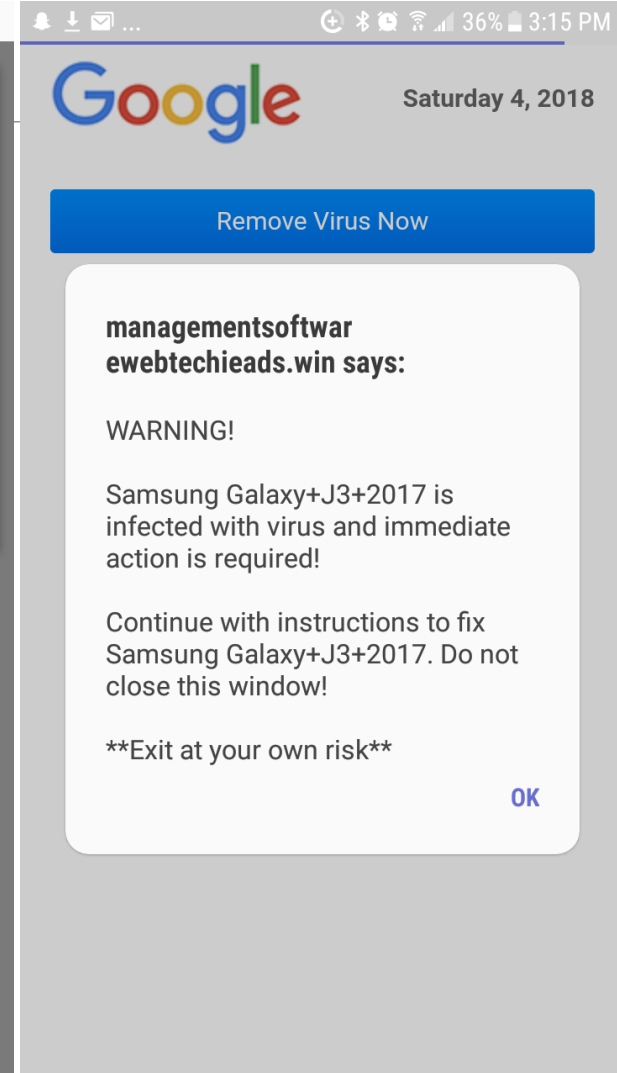 ... 36% 3:15 PM
Google
Saturday 4, 2018
Remove Virus Now
managementsoftwar
ewebtechieads.win says:
WARNING!
Samsung Galaxy+J3+2017 is
infected with virus and immediate
action is required!
Continue with instructions to fix
Samsung Galaxy+J3+2017. Do not
close this window!
**Exit at your own risk**
OK